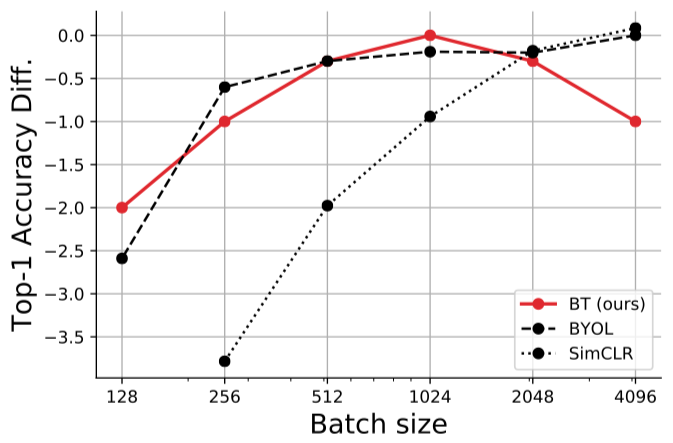 Top-1 Accuracy Diff.
0.0
−0.5
−1.0
−1.5
−2.0
−2.5
−3.0
−3.5
BT (ours)
BYOL
SimCLR
128 256 512 1024 2048 4096
Batch size